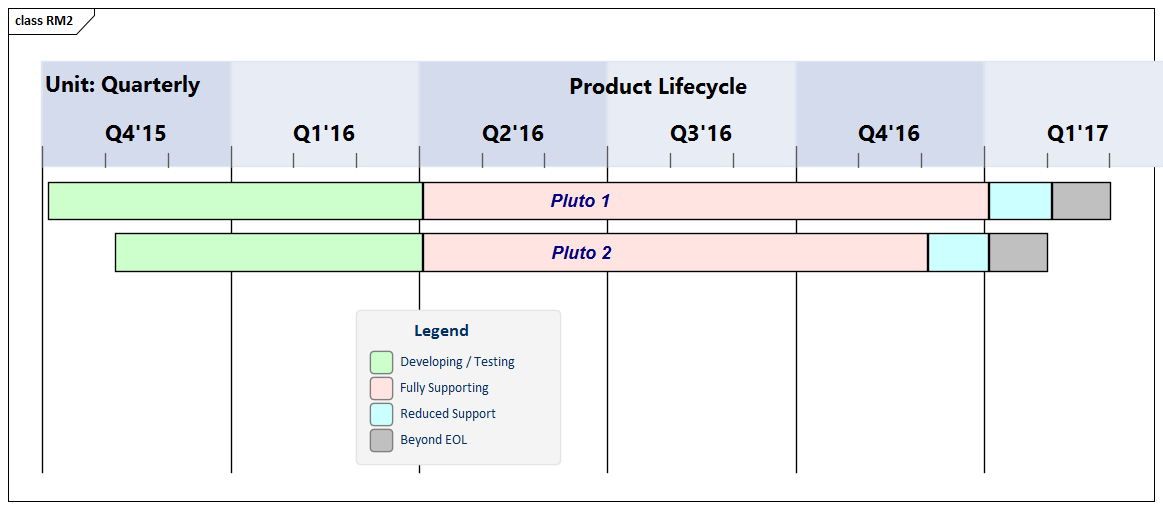 class RM2
Unit: Quarterly
Product Lifecycle
Q4'15
Q1'16
Q2'16
Q3'16
Q4'16
Q1'17
Pluto 1
Pluto 2
Legend
Developing / Testing
Fully Supporting
Reduced Support
Beyond EOL